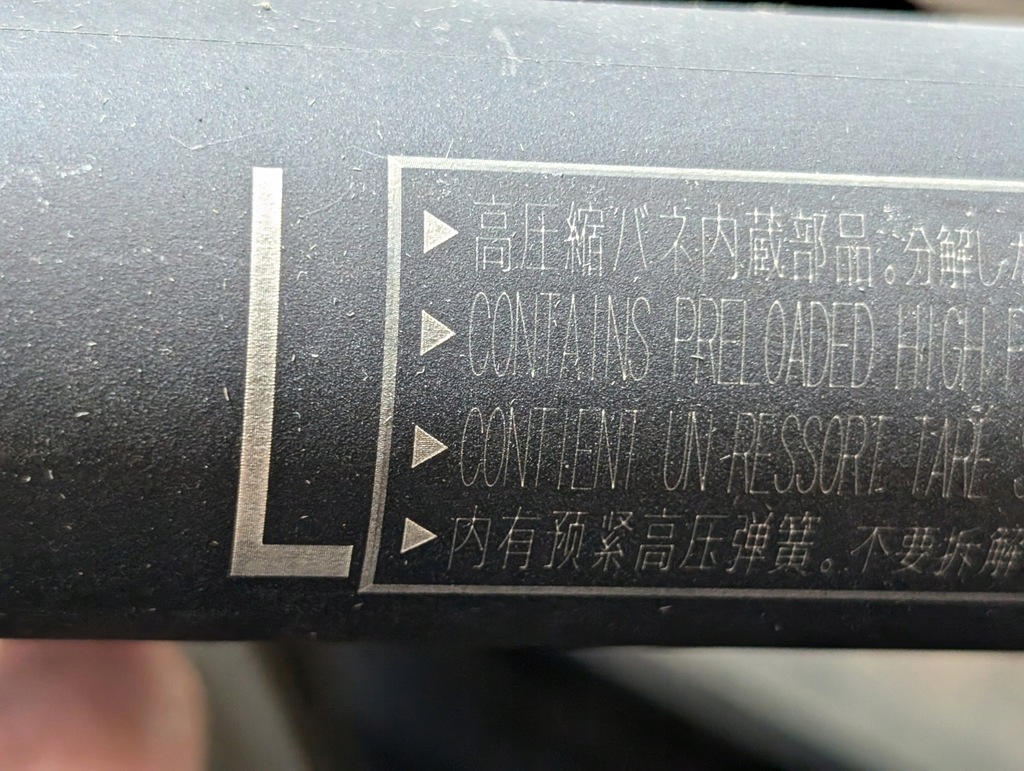 L
高圧縮バネ内蔵部品。分解し
CONTAINS PRELOADED HIGH
CONTIENT UN RESSORT TARE
内有预紧高压弹簧。不要拆解